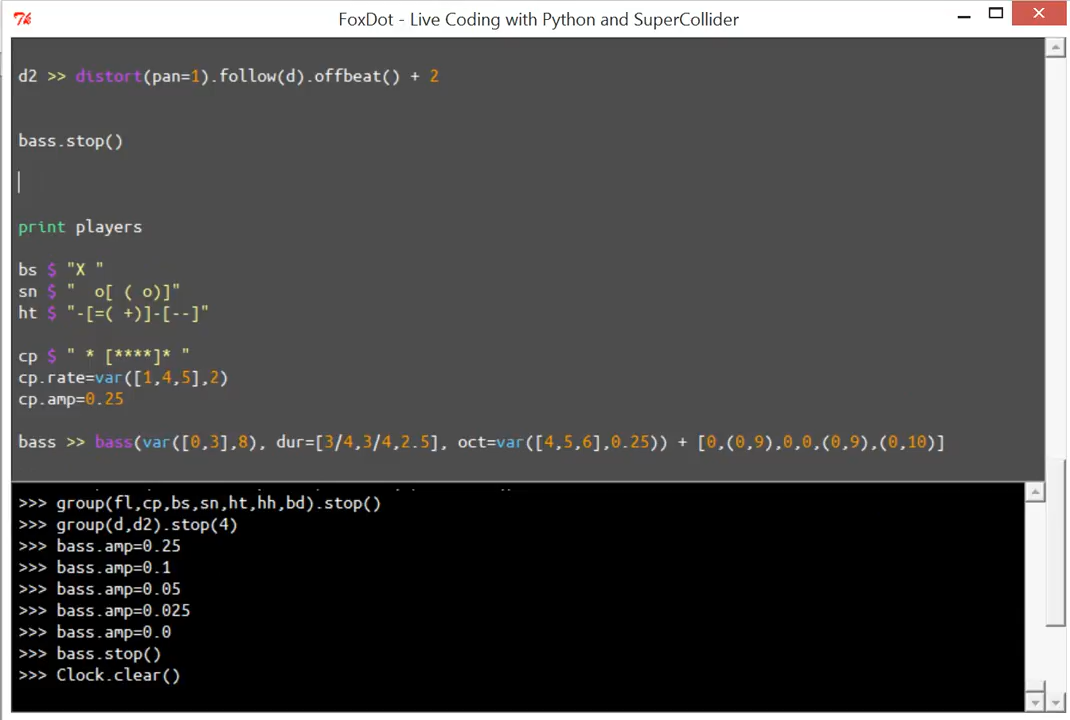 FoxDot - Live Coding with Python and SuperCollider
d2 >> distort(pan=1).follow(d).offbeat() + 2
bass.stop()
print players
bs $ "X "
sn $ "  o[ ( o)]"
ht $ "-[=( +)]-[--]"
cp $ " * [****]* "
cp.rate=var([1,4,5],2)
cp.amp=0.25
bass >> bass(var([0,3],8), dur=[3/4,3/4,2.5], oct=var([4,5,6],0.25)) + [0,(0,9),0,0,(0,9),(0,10)]
>>> group(fl,cp,bs,sn,ht,hh,bd).stop()
>>> group(d,d2).stop(4)
>>> bass.amp=0.25
>>> bass.amp=0.1
>>> bass.amp=0.05
>>> bass.amp=0.025
>>> bass.amp=0.0
>>> bass.stop()
>>> Clock.clear()